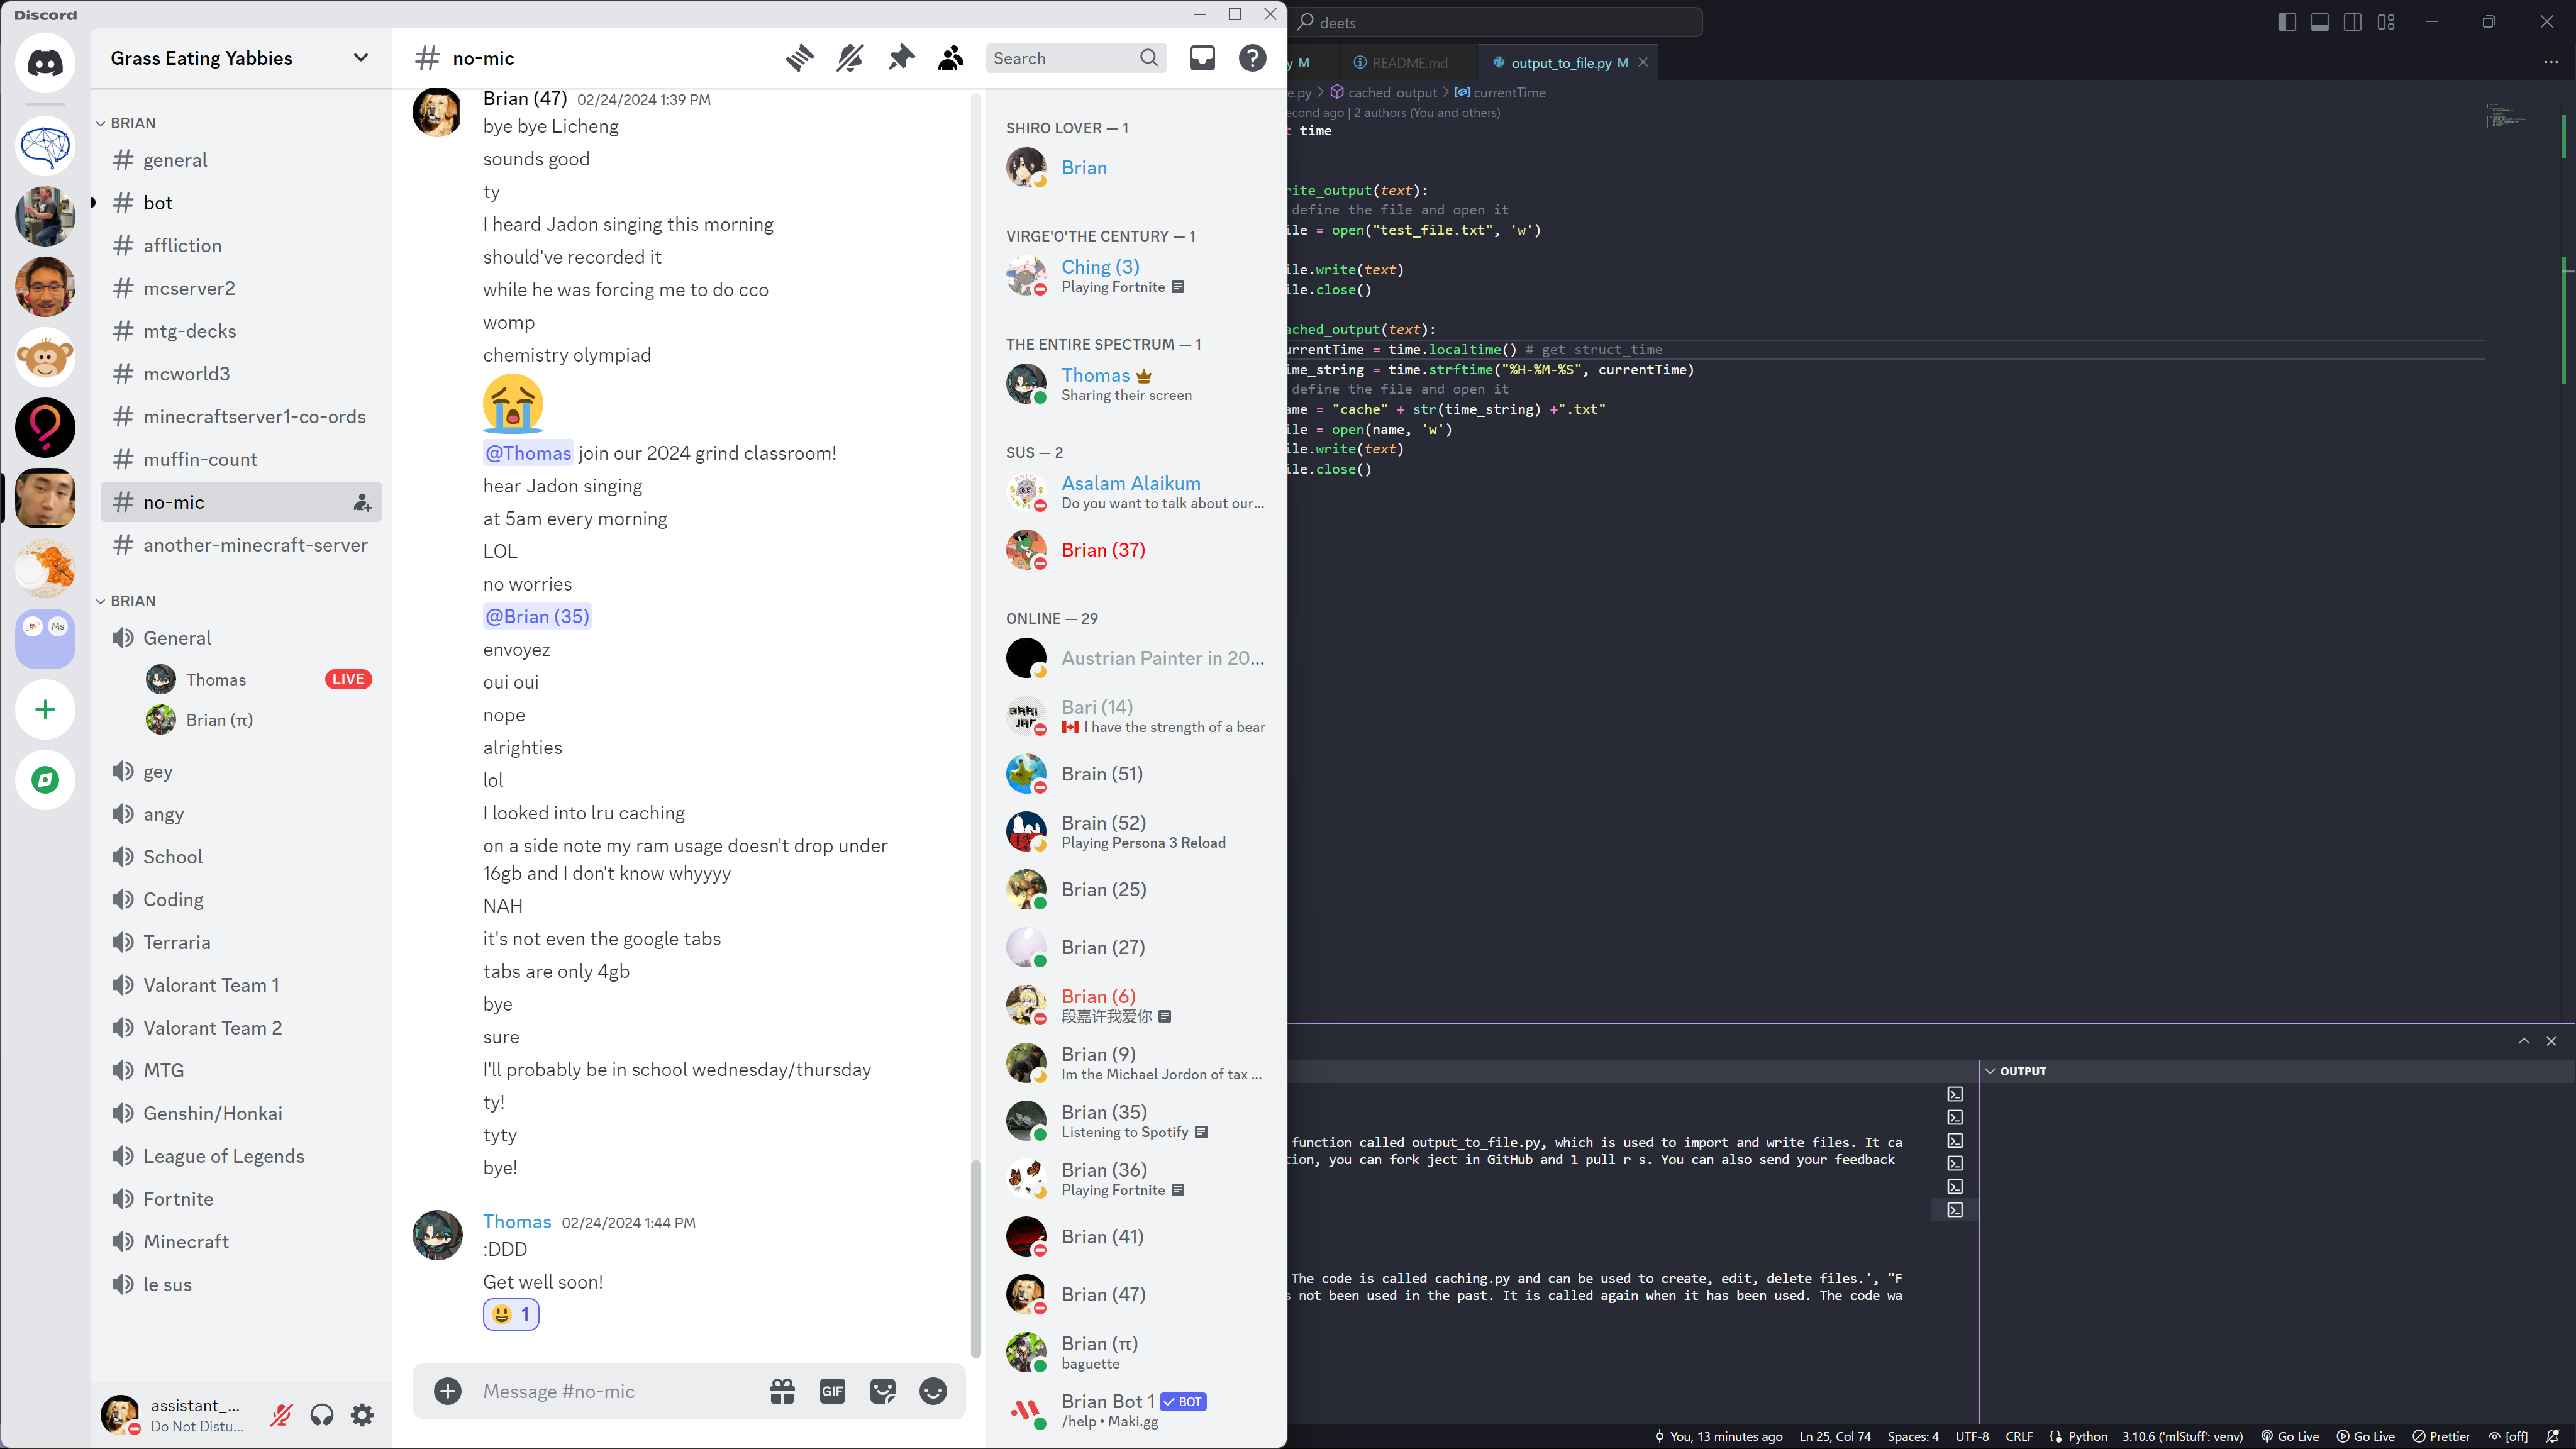 Discord
Grass Eating Yabbies
BRIAN
general
bot
affliction
mcserver2
mtg-decks
mcworld3
minecraftserver1-co-ords
muffin-count
no-mic
another-minecraft-server
BRIAN
General
Thomas LIVE
Brian (π)
gey
angy
School
Coding
Terraria
Valorant Team 1
Valorant Team 2
MTG
Genshin/Honkai
League of Legends
Fortnite
Minecraft
le sus
assistant_...
Do Not Distu...
Ms
# no-mic
Search
Brian (47) 02/24/2024 1:39 PM
bye bye Licheng
sounds good
ty
I heard Jadon singing this morning
should've recorded it
while he was forcing me to do cco
womp
chemistry olympiad
@Thomas join our 2024 grind classroom!
hear Jadon singing
at 5am every morning
LOL
no worries
@Brian (35)
envoyez
oui oui
nope
alrighties
lol
I looked into lru caching
on a side note my ram usage doesn't drop under
16gb and I don't know whyyyy
NAH
it's not even the google tabs
tabs are only 4gb
bye
sure
I'll probably be in school wednesday/thursday
ty!
tyty
bye!
Thomas 02/24/2024 1:44 PM
:DDD
Get well soon!
1
Message #no-mic
GIF
SHIRO LOVER — 1
Brian
VIRGE'O'THE CENTURY — 1
Ching (3)
Playing Fortnite
THE ENTIRE SPECTRUM — 1
Thomas
Sharing their screen
SUS — 2
Asalam Alaikum
Do you want to talk about our...
Brian (37)
ONLINE — 29
Austrian Painter in 20...
Bari (14)
I have the strength of a bear
Brain (51)
Brain (52)
Playing Persona 3 Reload
Brian (25)
Brian (27)
Brian (6)
段嘉许我爱你
Brian (9)
Im the Michael Jordon of tax ...
Brian (35)
Listening to Spotify
Brian (36)
Playing Fortnite
Brian (41)
Brian (47)
Brian (π)
baguette
Brian Bot 1 BOT
/help • Maki.gg
deets
y M README.md output_to_file.py M
e.py > cached_output > currentTime
econd ago | 2 authors (You and others)
t time
rite_output(text):
define the file and open it
ile = open("test_file.txt", 'w')
ile.write(text)
ile.close()
ached_output(text):
urrentTime = time.localtime() # get struct_time
ime_string = time.strftime("%H-%M-%S", currentTime)
define the file and open it
ame = "cache" + str(time_string) +".txt"
ile = open(name, 'w')
ile.write(text)
ile.close()
OUTPUT
function called output_to_file.py, which is used to import and write files. It ca
tion, you can fork ject in GitHub and 1 pull r s. You can also send your feedback
The code is called caching.py and can be used to create, edit, delete files.', "F
s not been used in the past. It is called again when it has been used. The code wa
You, 13 minutes ago Ln 25, Col 74 Spaces: 4 UTF-8 CRLF Python 3.10.6 ('mlStuff': venv) Go Live Go Live Prettier [off]